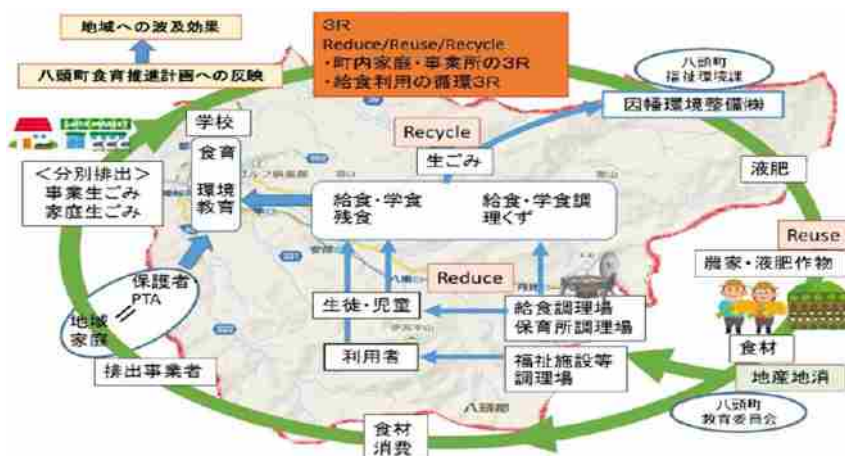 地域への波及効果
八頭町食育推進計画への反映
3R
Reduce/Reuse/Recycle
・町内家庭・事業所の3R
・給食利用の循環3R
八頭町
福祉環境課
因幡環境整備㈱
学校
食育
環境
教育
Recycle
生ごみ
液肥
<分別排出>
事業生ごみ
家庭生ごみ
給食・学食
残食
給食・学食調
理くず
Reuse
農家・液肥作物
Reduce
保護者
PTA
地域
家庭
生徒・児童
給食調理場
保育所調理場
利用者
福祉施設等
調理場
食材
地産地消
排出事業者
八頭郡
八頭町
教育委員会
食材
消費